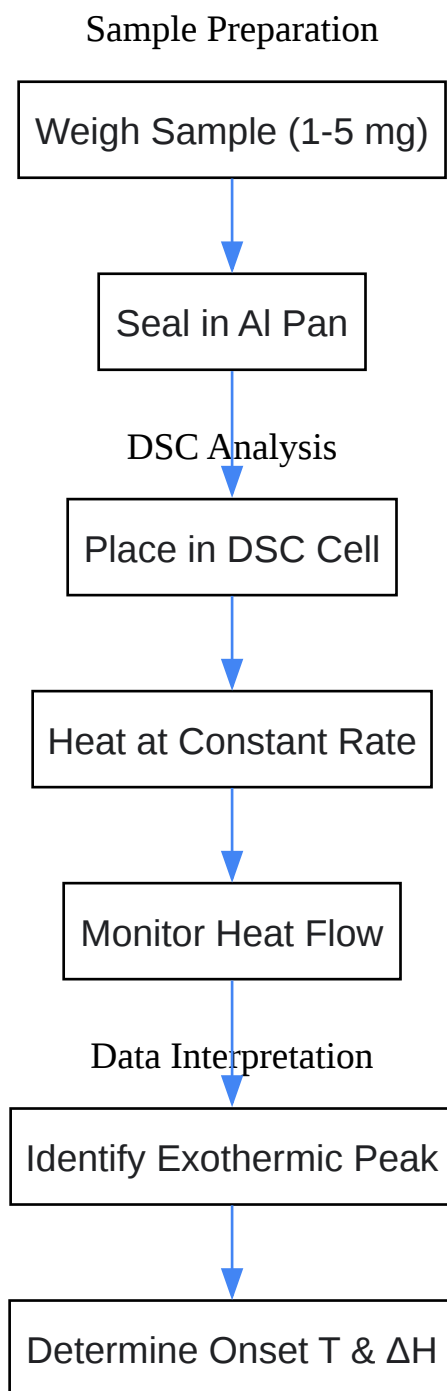 Sample Preparation
Weigh Sample (1-5 mg)
Seal in Al Pan
DSC Analysis
Place in DSC Cell
Heat at Constant Rate
Monitor Heat Flow
Data Interpretation
Identify Exothermic Peak
Determine Onset T & ΔH